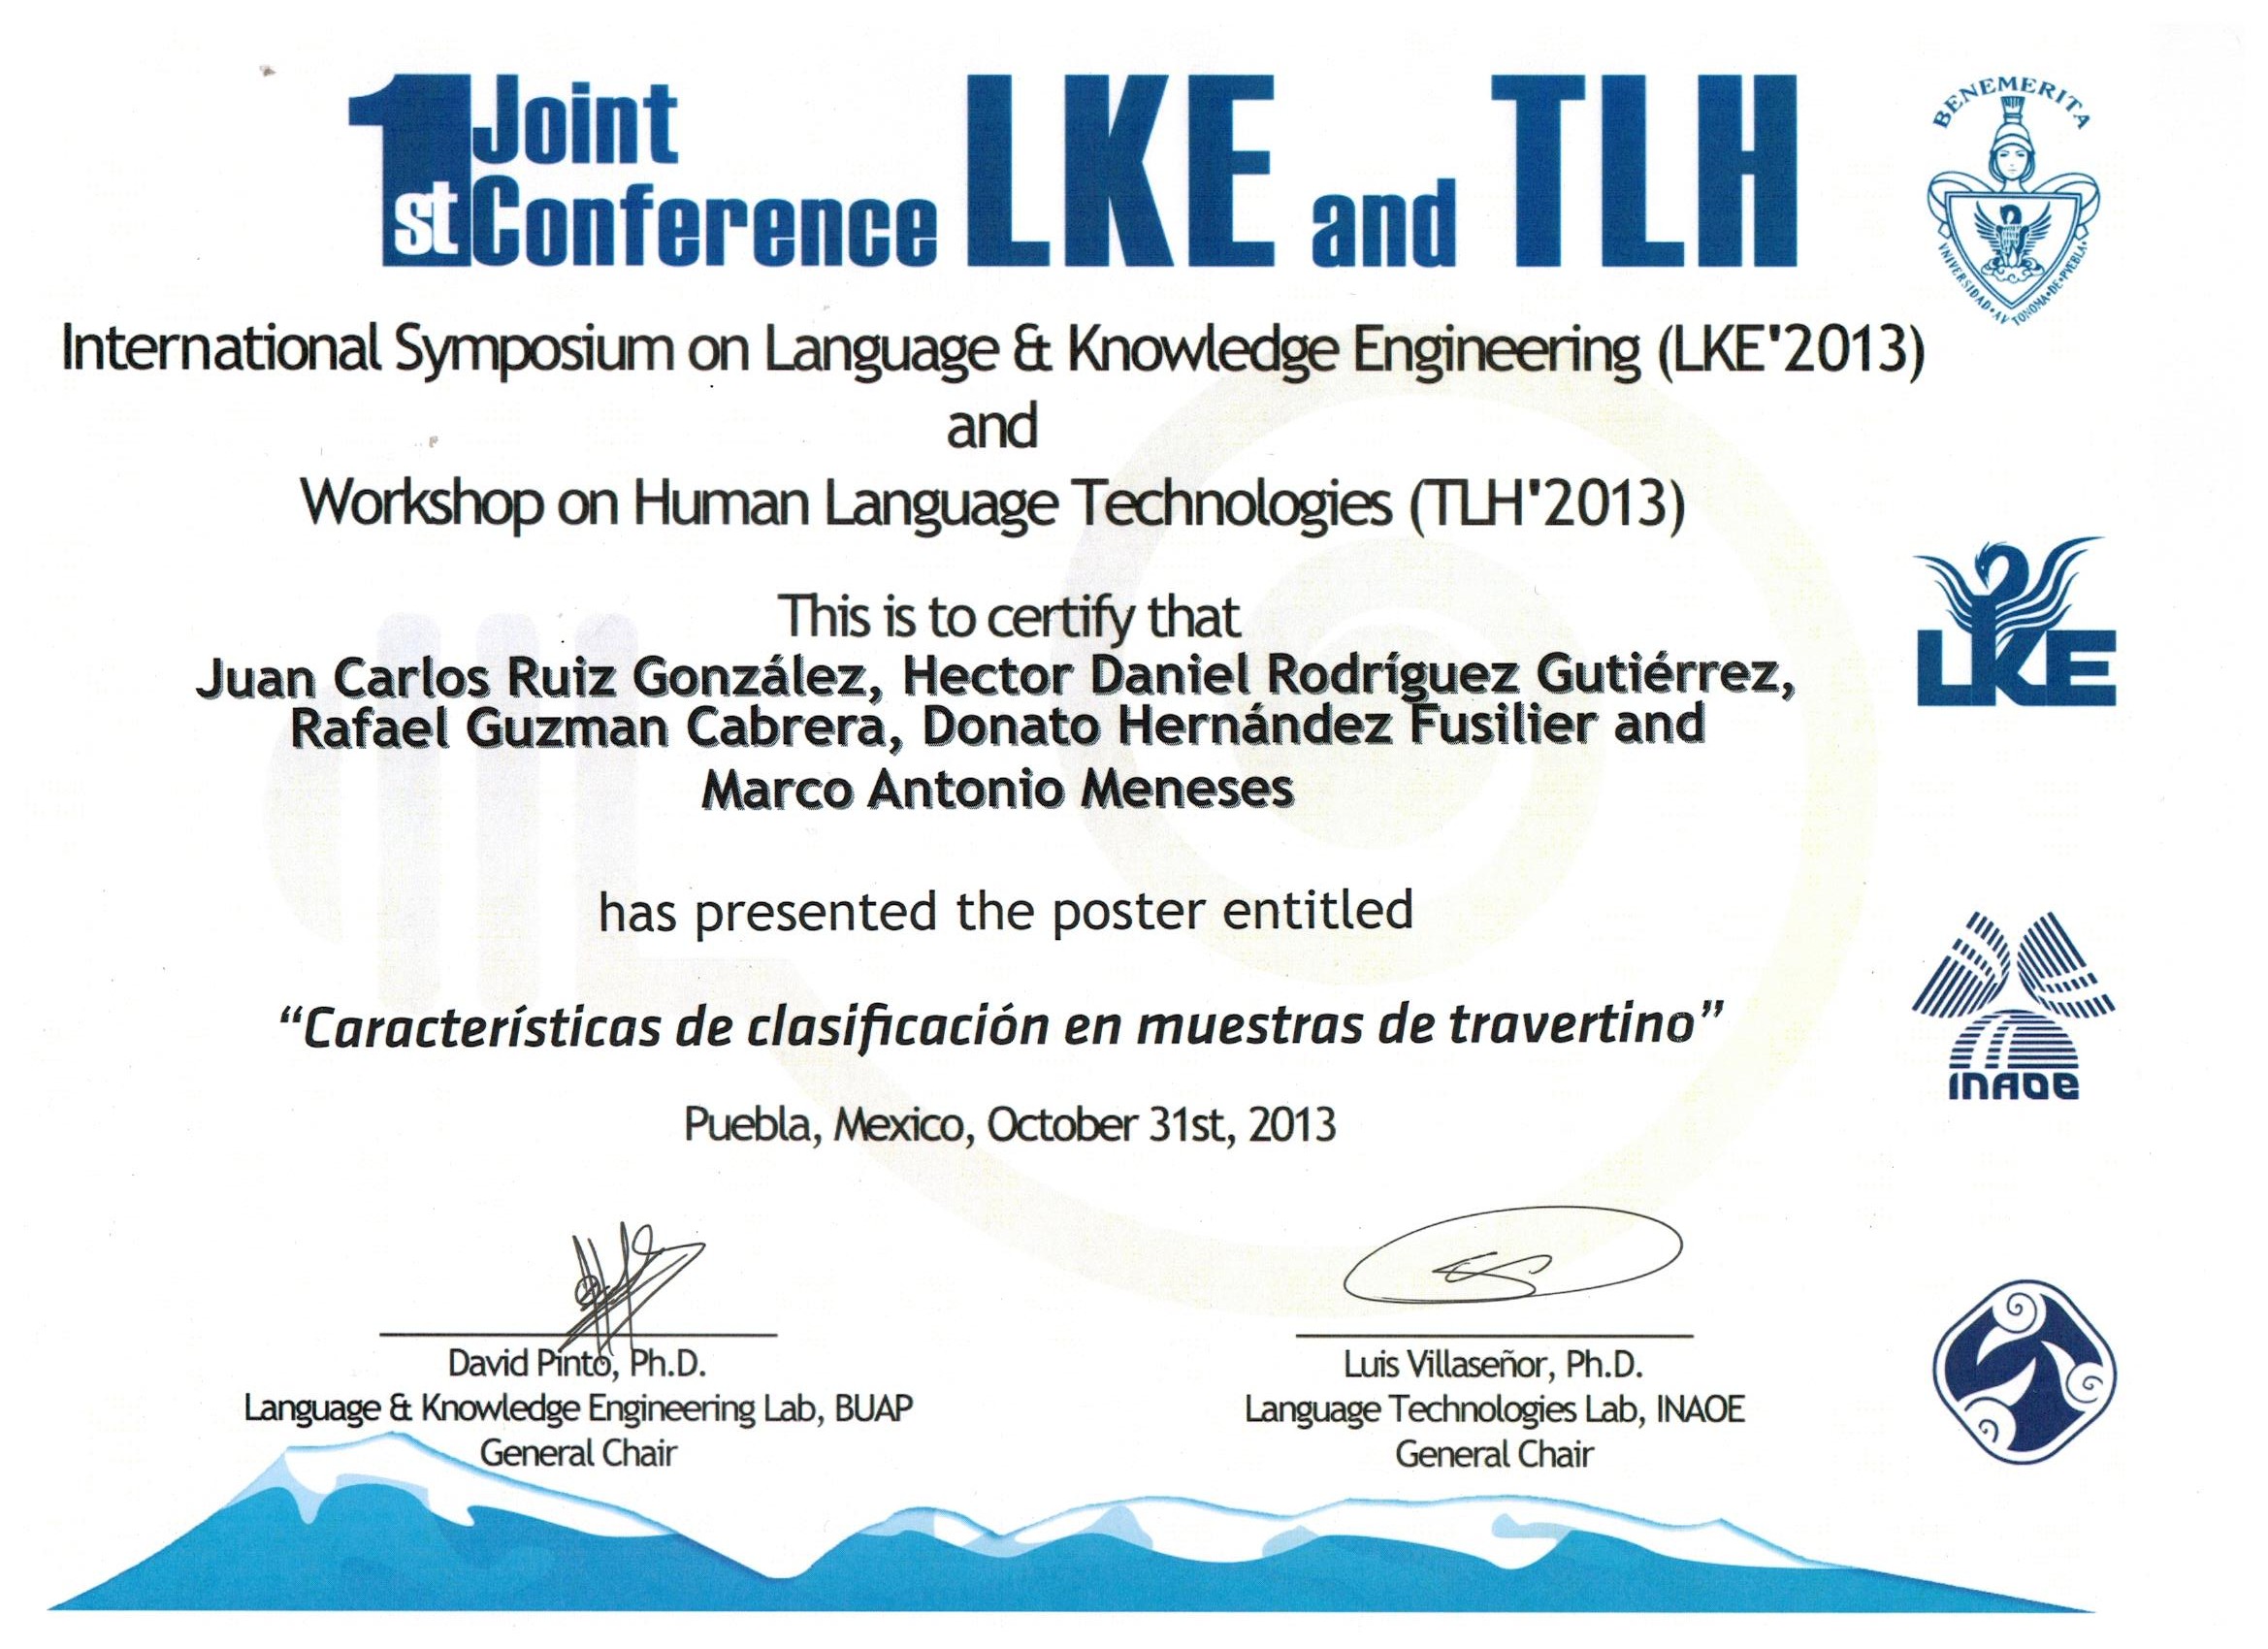 1st Joint Conference LKE and TLH
BENEMERITA
VNIVERSIDAD•AVTONOMA•DE•PVEBLA
International Symposium on Language & Knowledge Engineering (LKE'2013)
and
Workshop on Human Language Technologies (TLH'2013)
LKE
This is to certify that
Juan Carlos Ruiz González, Hector Daniel Rodríguez Gutiérrez,
Rafael Guzman Cabrera, Donato Hernández Fusilier and
Marco Antonio Meneses
has presented the poster entitled
“Características de clasificación en muestras de travertino”
INAOE
Puebla, Mexico, October 31st, 2013
David Pinto, Ph.D.
Language & Knowledge Engineering Lab, BUAP
General Chair
Luis Villaseñor, Ph.D.
Language Technologies Lab, INAOE
General Chair